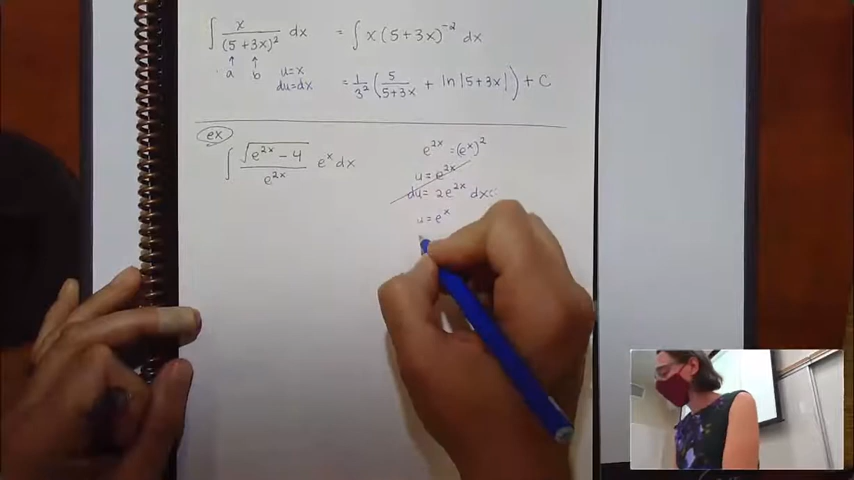 ∫ x/(5+3x)² dx = ∫ x(5+3x)⁻² dx
↑ ↑
a b u=x
du=dx = 1/3² (5/(5+3x) + ln|5+3x|) + C
ex
∫ √(e²ˣ - 4)/e²ˣ eˣ dx
e²ˣ = (eˣ)²
u = e²ˣ
du = 2e²ˣ dx
u = eˣ